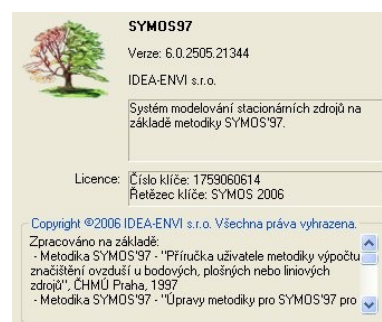 SYMOS97
Verze: 6.0.2505.21344
IDEA-ENVI s.r.o.
Systém modelování stacionárních zdrojů na
základě metodiky SYMOS'97.
Licence:
Číslo klíče: 1759060614
Řetězec klíče: SYMOS 2006
Copyright ©2006 IDEA-ENVI s.r.o. Všechna práva vyhrazena.
Zpracováno na základě:
- Metodika SYMOS'97 - "Příručka uživatele metodiky výpočtu
značištění ovzduší u bodových, plošných nebo liniových
zdrojů", ČHMÚ Praha, 1997
- Metodika SYMOS'97 - "Úpravy metodiky pro SYMOS'97 pro